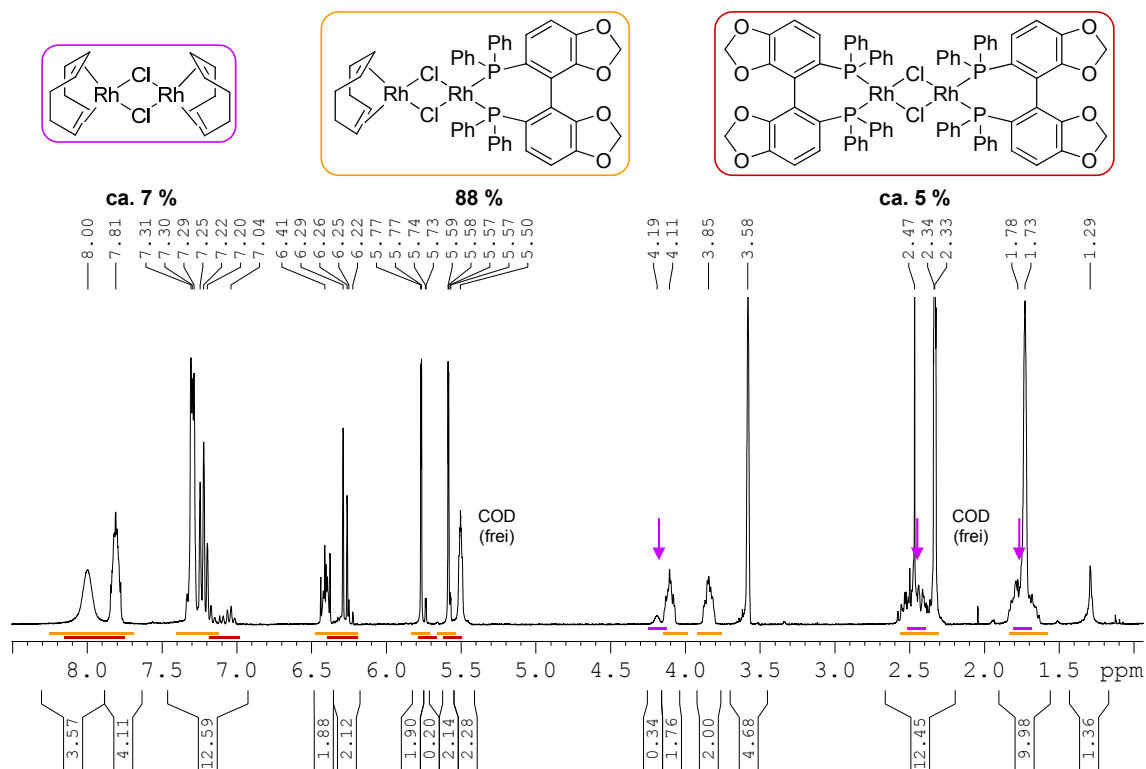 Cl
Rh Rh
Cl
Cl
Rh Rh
Cl
Ph Ph
P
P
Ph Ph
O
O
O
O
Ph Ph
P
P
Ph Ph
Cl
Rh Rh
Cl
Ph Ph
P
P
Ph Ph
O
O
O
O
O
O
O
O
ca. 7 %
88 %
ca. 5 %
8.00
7.81
7.31
7.30
7.29
7.25
7.22
7.20
7.04
6.41
6.29
6.26
6.25
6.22
5.77
5.77
5.74
5.73
5.59
5.58
5.57
5.57
5.50
4.19
4.11
3.85
3.58
2.47
2.34
2.33
1.78
1.73
1.29
COD
(frei)
COD
(frei)
8.0 7.5 7.0 6.5 6.0 5.5 5.0 4.5 4.0 3.5 3.0 2.5 2.0 1.5 ppm
3.57
4.11
12.59
1.88
2.12
1.90
0.20
2.14
2.28
0.34
1.76
2.00
4.68
12.45
9.98
1.36